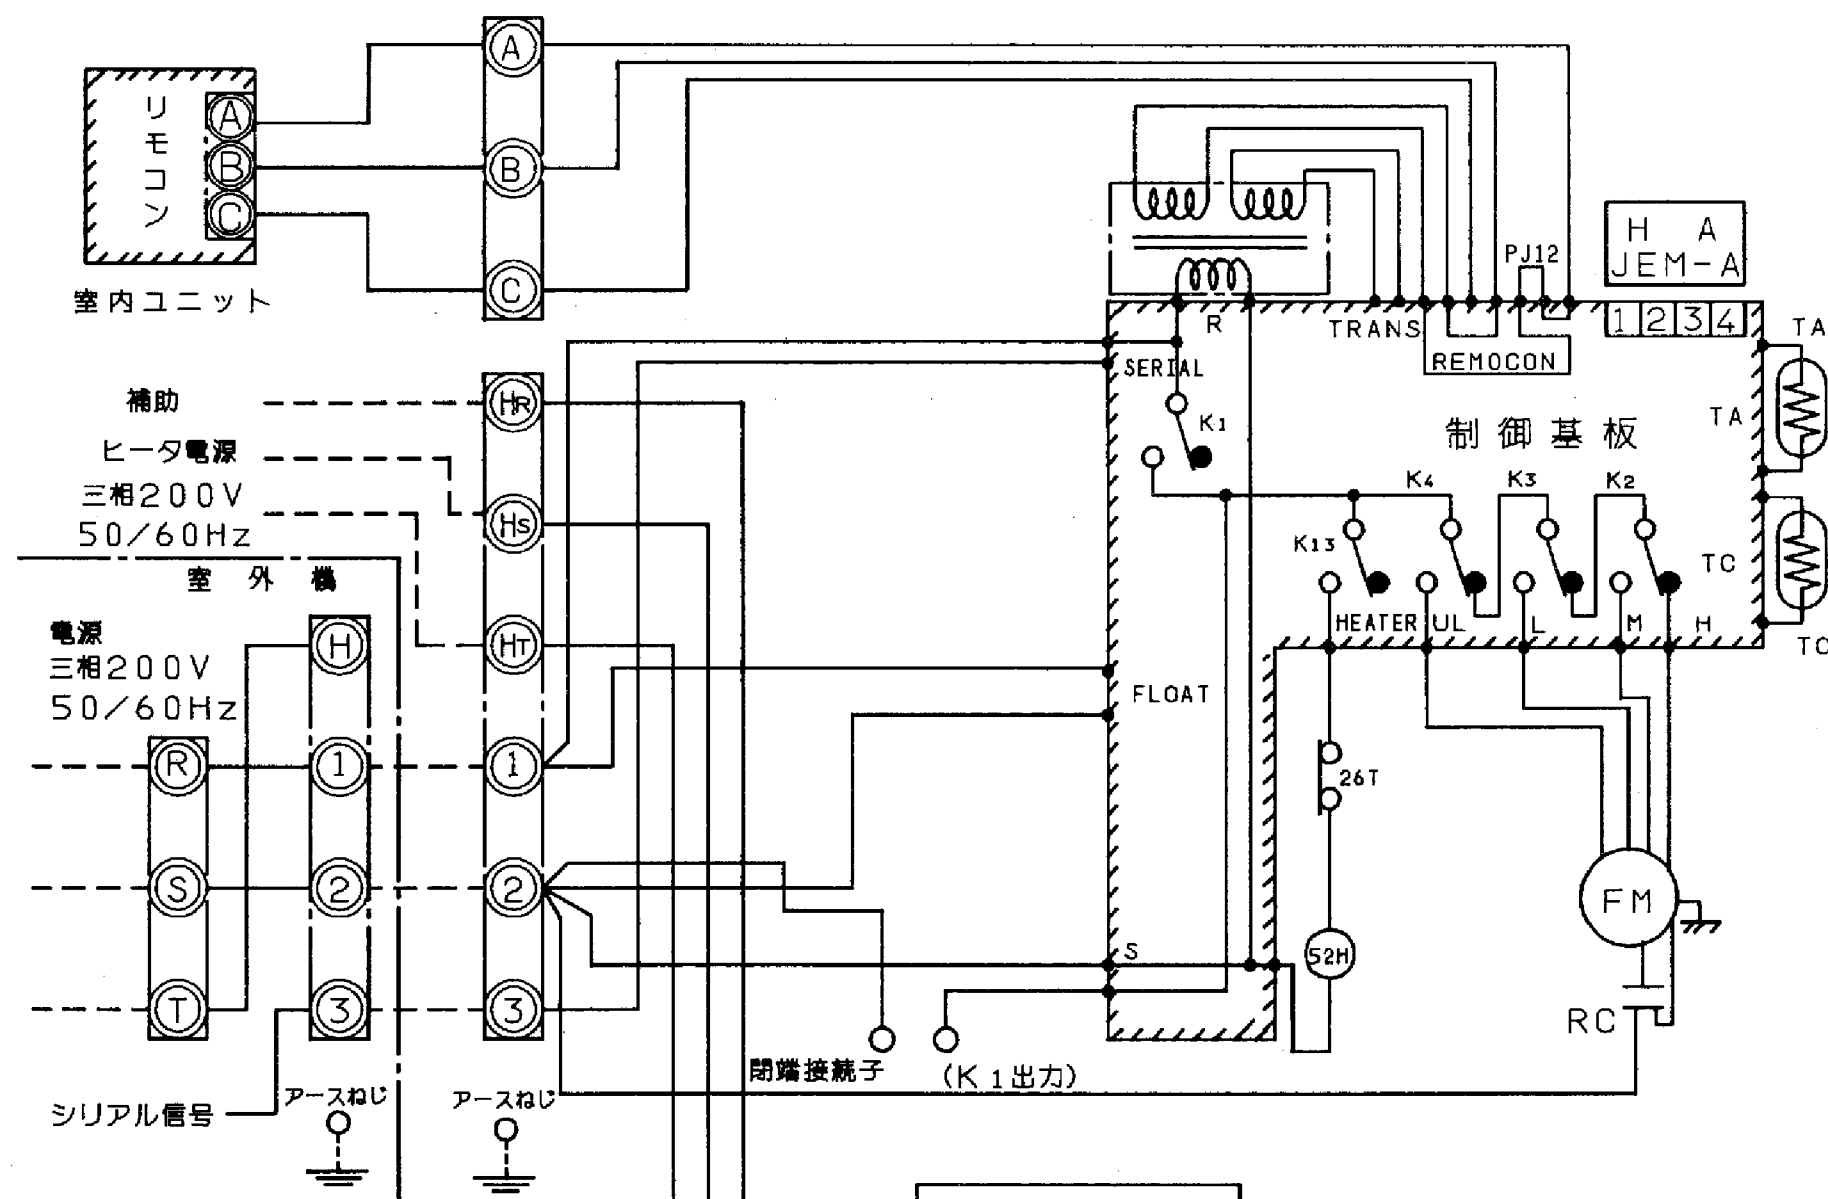 リモコン
A
B
C
室内ユニット
A
B
C
補助
ヒータ電源
三相200V
50/60Hz
HR
HS
HT
1
2
3
室外機
電源
三相200V
50/60Hz
R
S
T
H
1
2
3
シリアル信号
アースねじ
アースねじ
R
TRANS
REMOCON
PJ12
H A
JEM-A
1 2 3 4
SERIAL
K1
制御基板
TA
TA
TC
TC
K4
K3
K2
K13
HEATER UL L M H
FLOAT
26T
52H
S
FM
RC
閉端接続子
(K1出力)